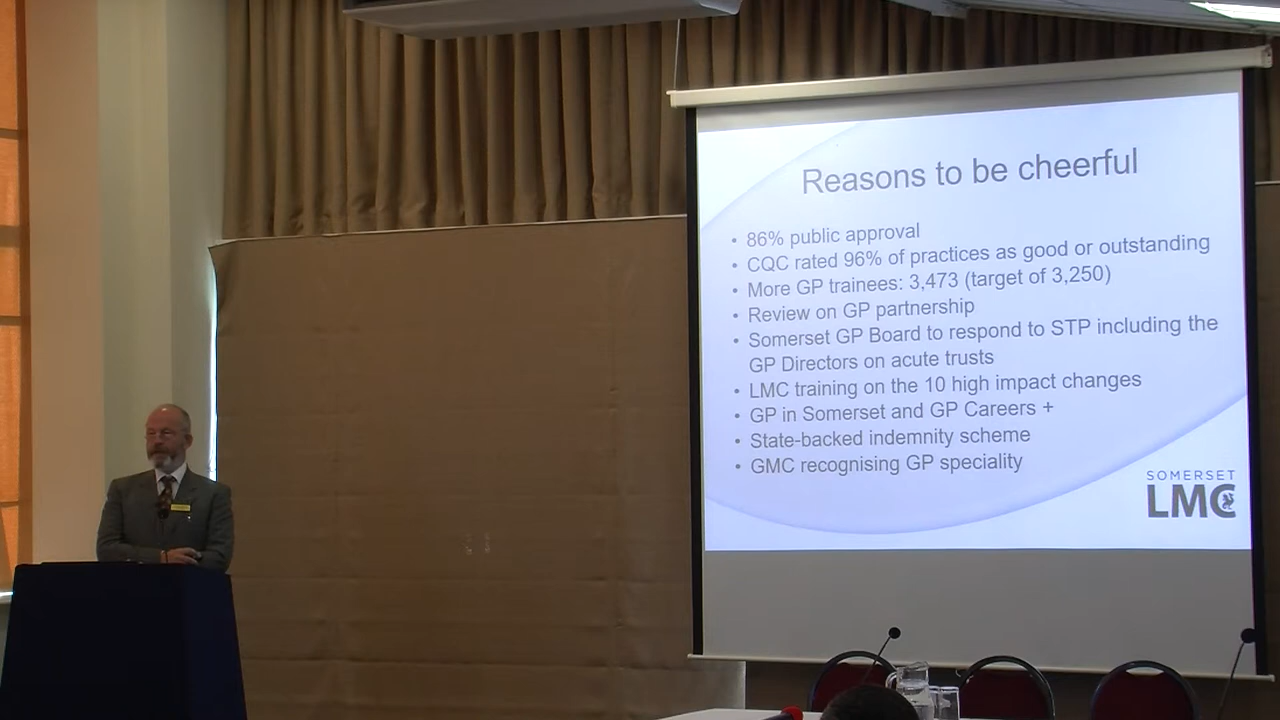 Reasons to be cheerful
• 86% public approval
• CQC rated 96% of practices as good or outstanding
• More GP trainees: 3,473 (target of 3,250)
• Review on GP partnership
• Somerset GP Board to respond to STP including the
GP Directors on acute trusts
• LMC training on the 10 high impact changes
• GP in Somerset and GP Careers +
• State-backed indemnity scheme
• GMC recognising GP speciality
SOMERSET
LMC